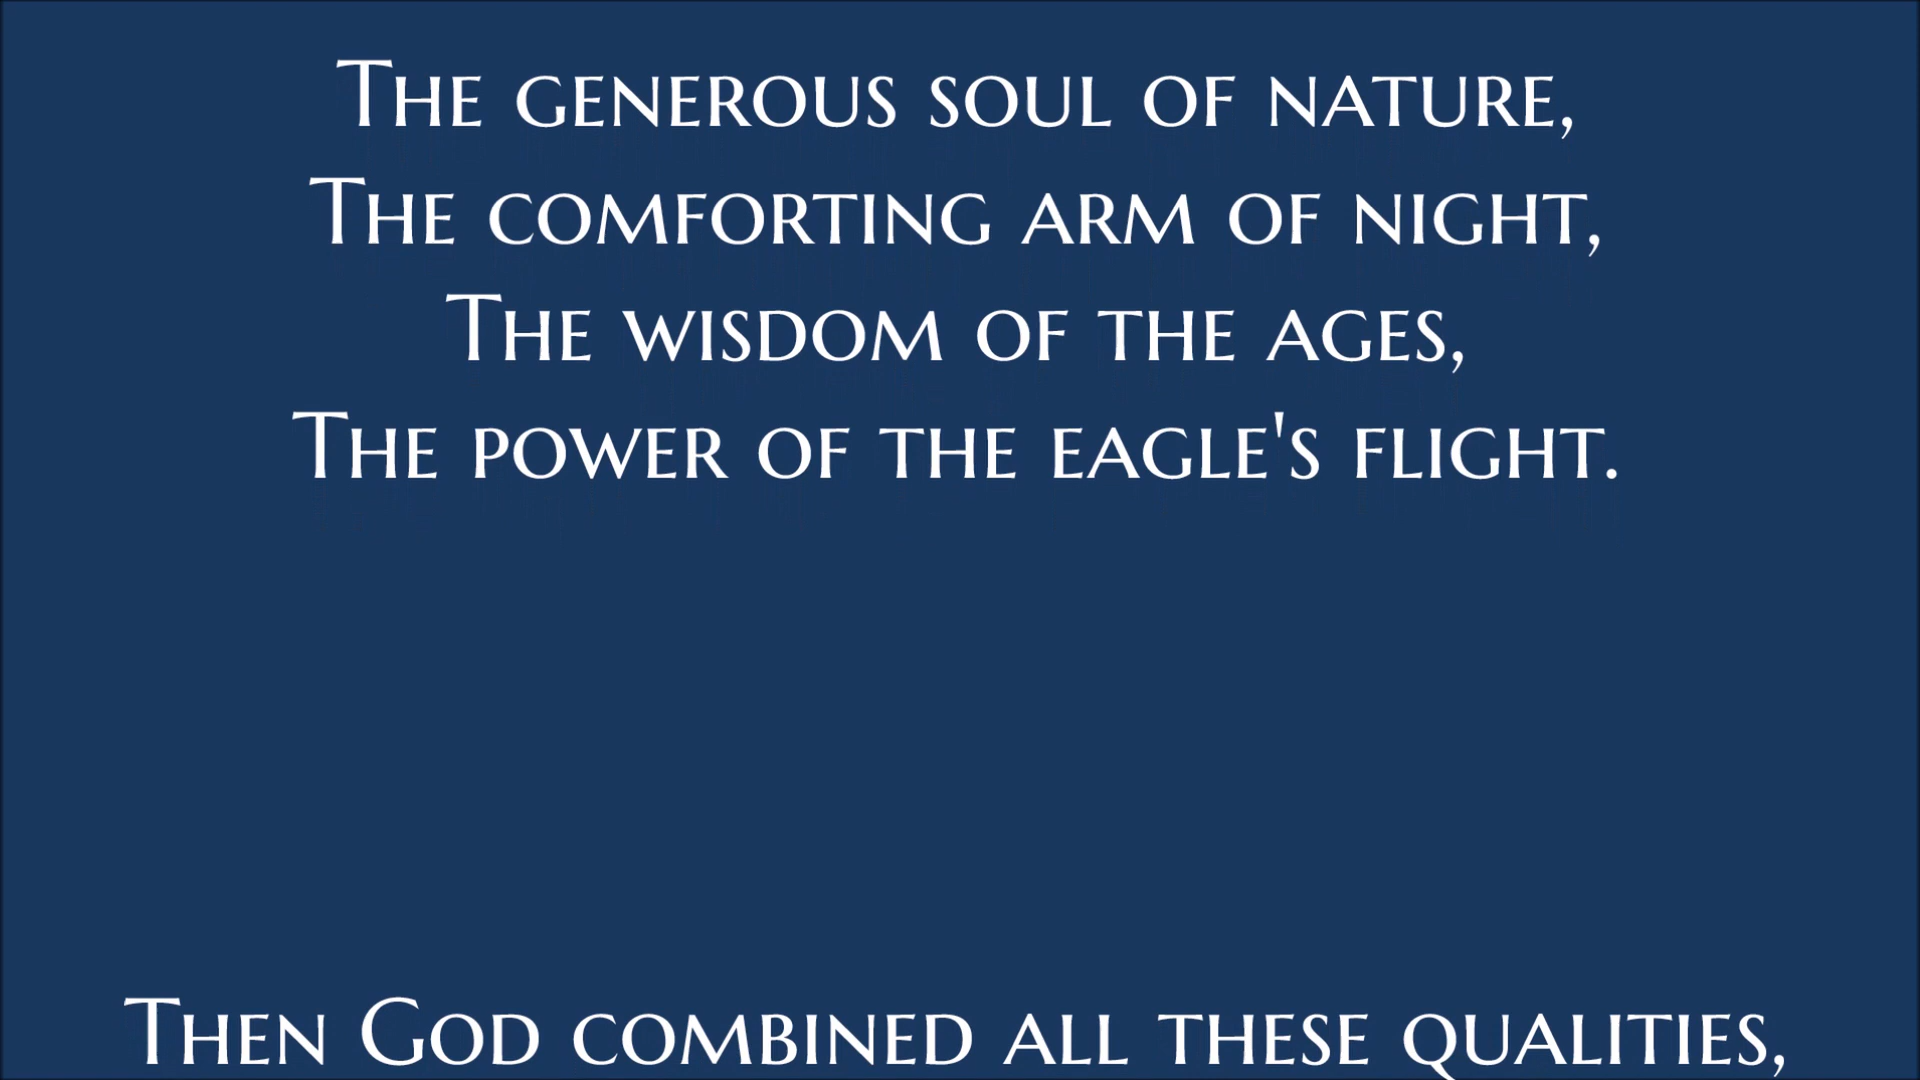 The generous soul of nature,
The comforting arm of night,
The wisdom of the ages,
The power of the eagle's flight.
Then God combined all these qualities,